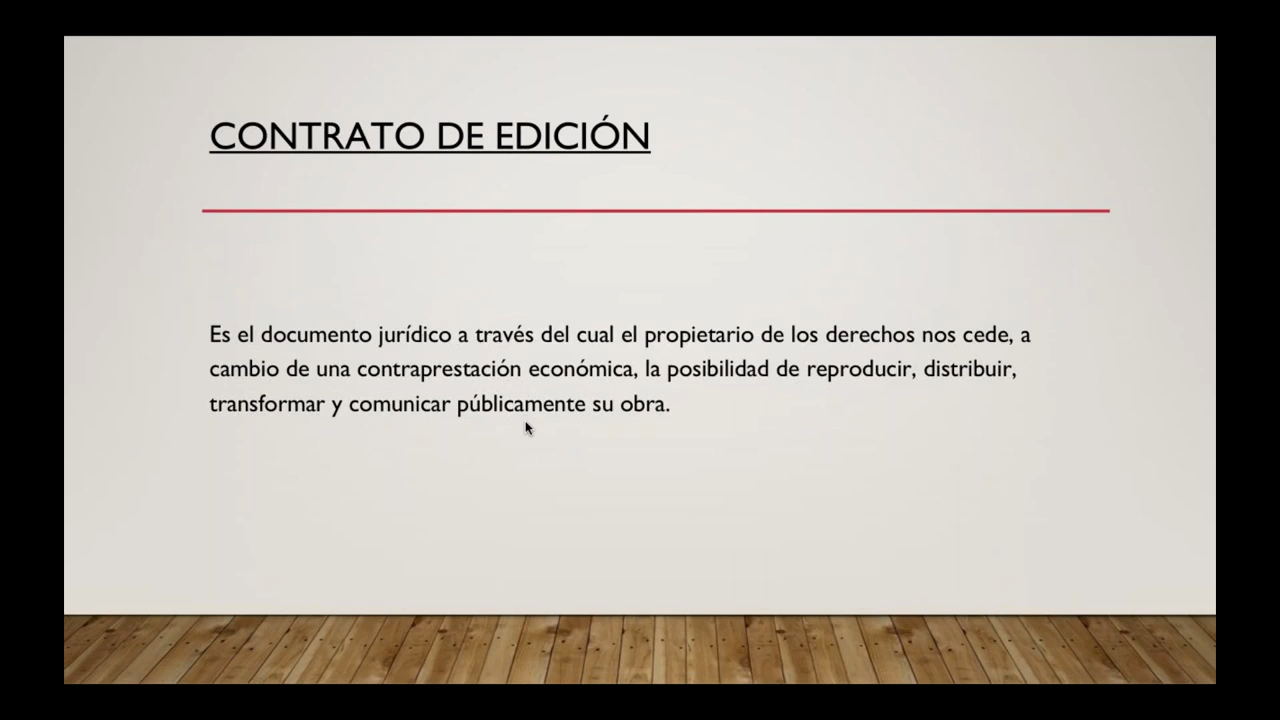 CONTRATO DE EDICIÓN
Es el documento jurídico a través del cual el propietario de los derechos nos cede, a
cambio de una contraprestación económica, la posibilidad de reproducir, distribuir,
transformar y comunicar públicamente su obra.